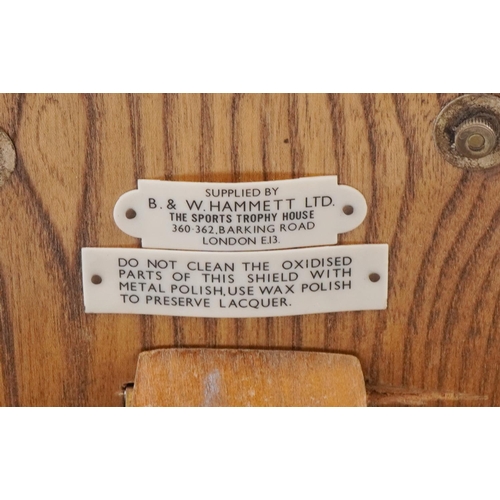 SUPPLIED BY
B. & W. HAMMETT LTD.
THE SPORTS TROPHY HOUSE
360-362, BARKING ROAD
LONDON E.13.
DO NOT CLEAN THE OXIDISED
PARTS OF THIS SHIELD WITH
METAL POLISH, USE WAX POLISH
TO PRESERVE LACQUER.